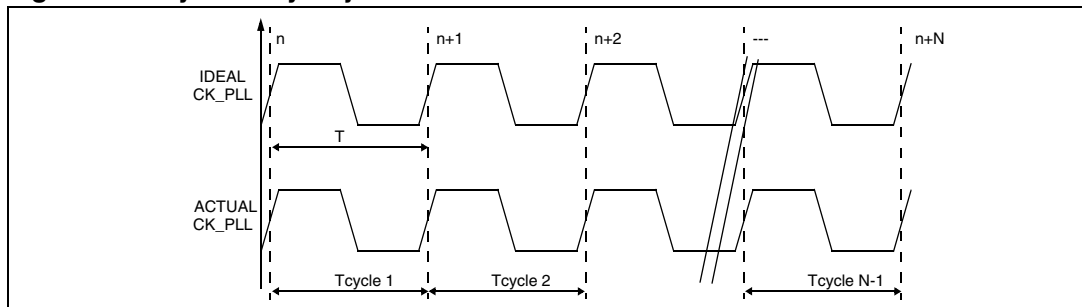 n n+1 n+2 --- n+N
IDEAL
CK_PLL
T
ACTUAL
CK_PLL
Tcycle 1 Tcycle 2 Tcycle N-1